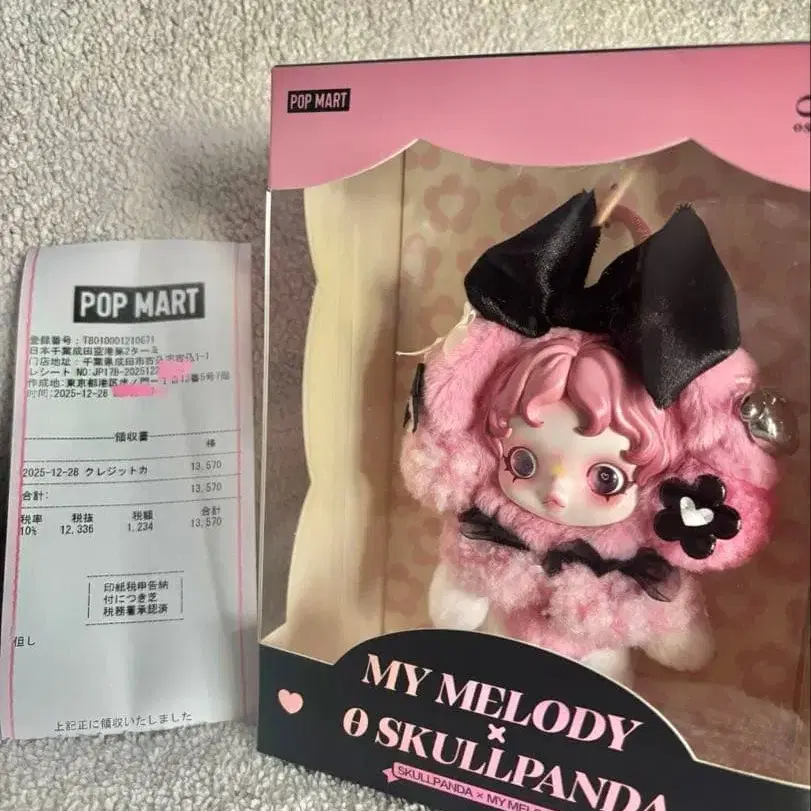 POP MART
登録番号：T8010001210671
日本千葉成田空港第2ターミ
门店地址：千葉県成田市古込字古込1-1
レシート NO:JP17B-2025122
作成地:東京都港区虎ノ門一丁目12番5号7階
时间:2025-12-28
領収書
様
2025-12-28 クレジットカ 13,570
合計: 13,570
税率 税抜 税額 合計
10% 12,336 1,234 13,570
印紙税申告納
付につき芝
税務署承認済
但し
上記正に領収いたしました
POP MART
MY MELODY
×
SKULLPANDA
SKULLPANDA × MY MELO